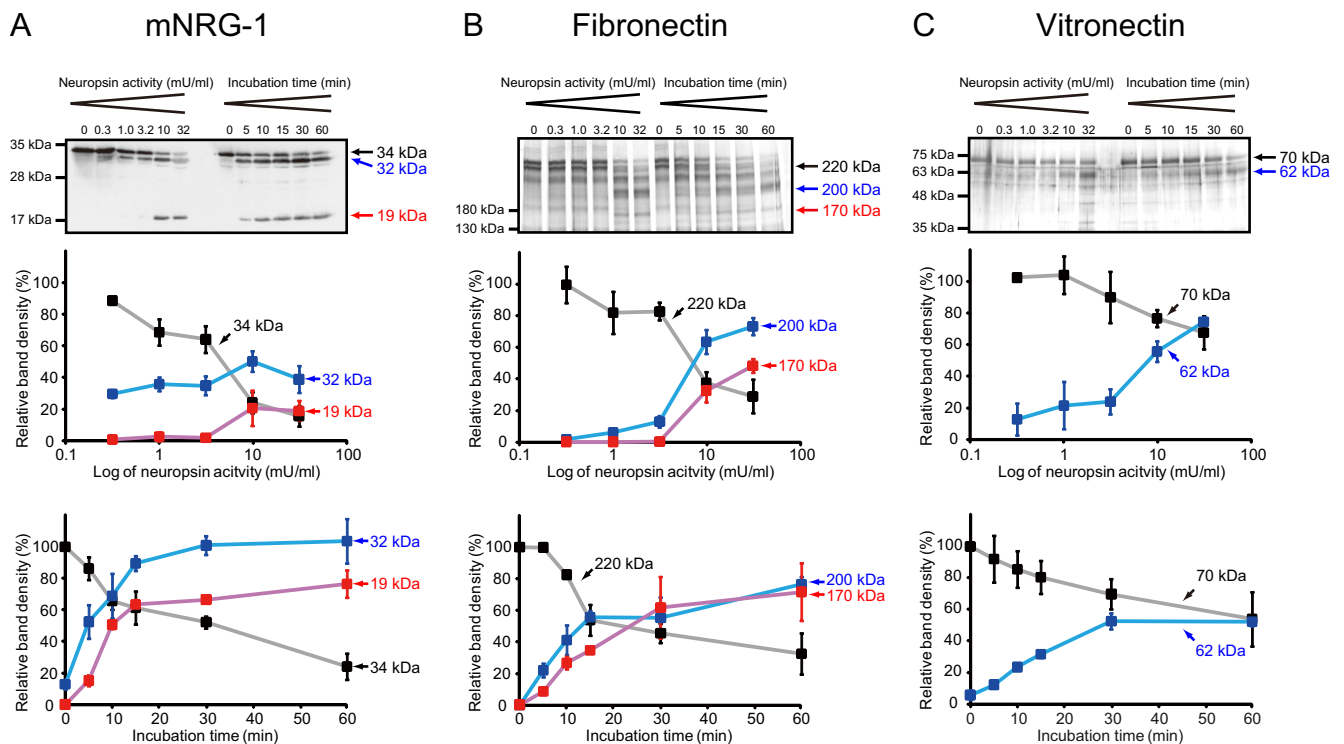 A mNRG-1
Neuropsin activity (mU/ml) Incubation time (min)
0 0.3 1.0 3.2 10 32 0 5 10 15 30 60
35 kDa
28 kDa
17 kDa
34 kDa
32 kDa
19 kDa
Relative band density (%)
100
80
60
40
20
0
34 kDa
32 kDa
19 kDa
0.1 1 10 100
Log of neuropsin acitvity (mU/ml)
Relative band density (%)
100
80
60
40
20
0
32 kDa
19 kDa
34 kDa
0 10 20 30 40 50 60
Incubation time (min)
B Fibronectin
Neuropsin activity (mU/ml) Incubation time (min)
0 0.3 1.0 3.2 10 32 0 5 10 15 30 60
180 kDa
130 kDa
220 kDa
200 kDa
170 kDa
Relative band density (%)
100
80
60
40
20
0
220 kDa
200 kDa
170 kDa
0.1 1 10 100
Log of neuropsin acitvity (mU/ml)
Relative band density (%)
100
80
60
40
20
0
220 kDa
200 kDa
170 kDa
0 10 20 30 40 50 60
Incubation time (min)
C Vitronectin
Neuropsin activity (mU/ml) Incubation time (min)
0 0.3 1.0 3.2 10 32 0 5 10 15 30 60
75 kDa
63 kDa
48 kDa
35 kDa
70 kDa
62 kDa
Relative band density (%)
100
80
60
40
20
0
70 kDa
62 kDa
0.1 1 10 100
Log of neuropsin acitvity (mU/ml)
Relative band density (%)
100
80
60
40
20
0
70 kDa
62 kDa
0 10 20 30 40 50 60
Incubation time (min)